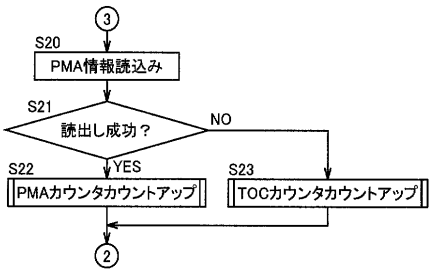 3
S20
PMA情報読込み
S21
読出し成功？
NO
YES
S22
PMAカウンタカウントアップ
S23
TOCカウンタカウントアップ
2